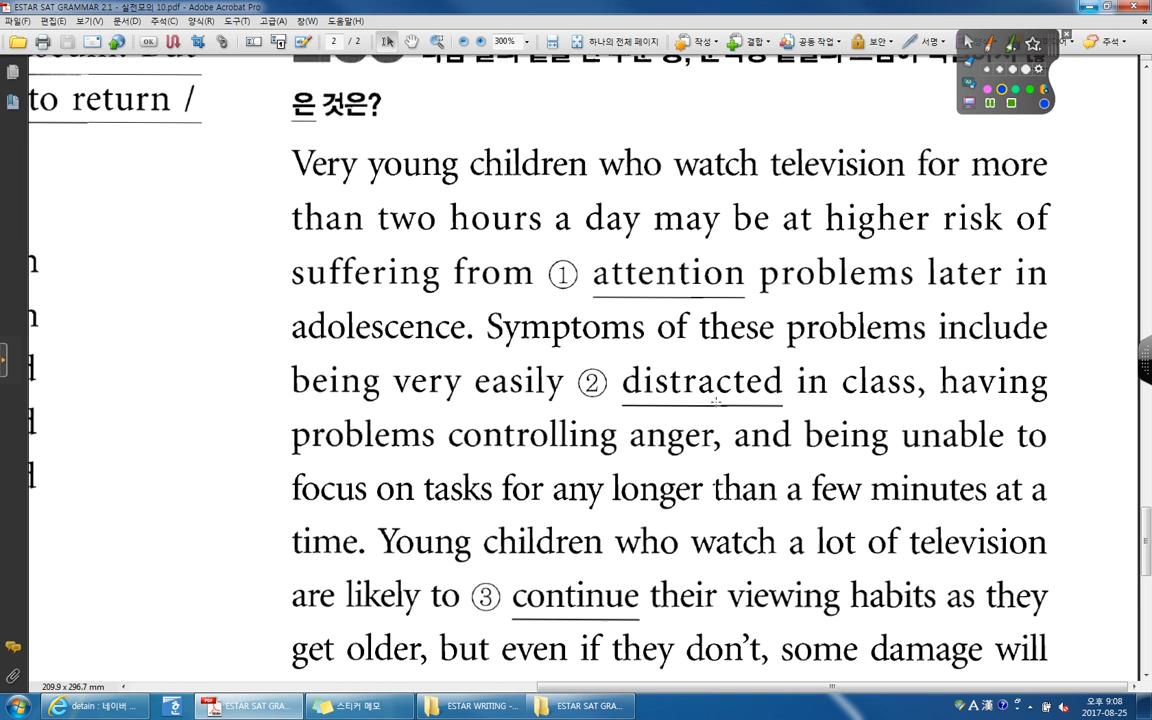 ESTAR SAT GRAMMAR 2.1 - 실전모의 10.pdf - Adobe Acrobat Pro
파일(F) 편집(E) 보기(V) 문서(D) 주석(C) 양식(R) 도구(T) 고급(A) 창(W) 도움말(H)
2 / 2 300% 하나의 전체 페이지 작성 결합 공동 작업 보안 서명 주석
to return /
은 것은?
Very young children who watch television for more
than two hours a day may be at higher risk of
suffering from ① attention problems later in
adolescence. Symptoms of these problems include
being very easily ② distracted in class, having
problems controlling anger, and being unable to
focus on tasks for any longer than a few minutes at a
time. Young children who watch a lot of television
are likely to ③ continue their viewing habits as they
get older, but even if they don't, some damage will
209.9 x 296.7 mm
detain : 네이버 ... ESTAR SAT GRA... 스티커 메모 ESTAR WRITING -... ESTAR SAT GRA... A 漢 오후 9:08
2017-08-25